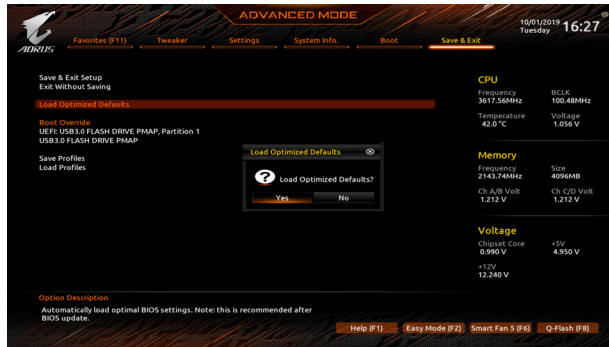 ADVANCED MODE
10/01/2019
Tuesday
16:27
AORUS
Favorites (F11) Tweaker Settings System Info. Boot Save & Exit
Save & Exit Setup
Exit Without Saving
Load Optimized Defaults
Boot Override
UEFI: USB3.0 FLASH DRIVE PMAP, Partition 1
USB3.0 FLASH DRIVE PMAP
Save Profiles
Load Profiles
Load Optimized Defaults
Load Optimized Defaults?
Yes No
CPU
Frequency BCLK
3617.56MHz 100.48MHz
Temperature Voltage
42.0 °C 1.056 V
Memory
Frequency Size
2143.74MHz 4096MB
Ch A/B Volt Ch C/D Volt
1.212 V 1.212 V
Voltage
Chipset Core +5V
0.990 V 4.950 V
+12V
12.240 V
Option Description
Automatically load optimal BIOS settings. Note: this is recommended after
BIOS update.
Help (F1) Easy Mode (F2) Smart Fan 5 (F6) Q-Flash (F8)